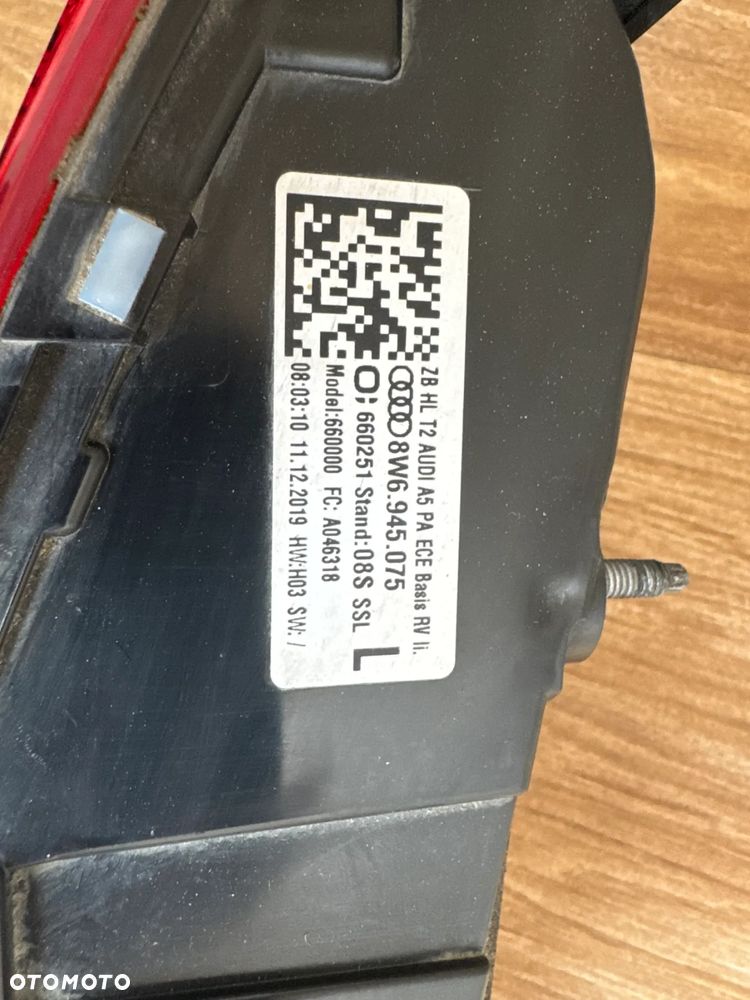 ZB HL T2 AUDI A5 PA ECE Basis RV li.
8W6.945.075
660251 Stand:08S SSL L
Model:660000 FC: A046318
08:03:10 11.12.2019 HW:H03 SW: /
OTOMOTO